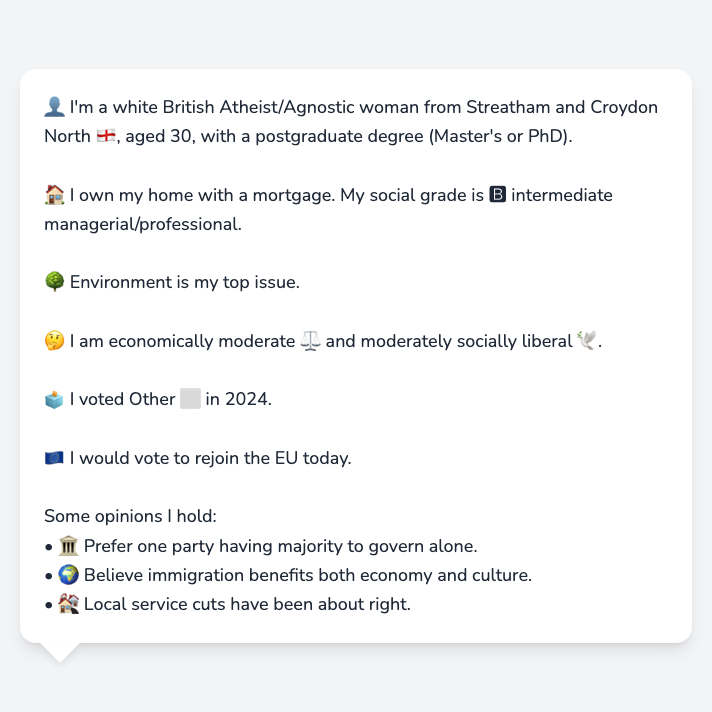 👤 I'm a white British Atheist/Agnostic woman from Streatham and Croydon
North 🏴󠁧󠁢󠁥󠁮󠁧󠁿, aged 30, with a postgraduate degree (Master's or PhD).
🏠 I own my home with a mortgage. My social grade is 🅱 intermediate
managerial/professional.
🌳 Environment is my top issue.
🤔 I am economically moderate ⚖️ and moderately socially liberal 🕊️.
🗳️ I voted Other ⬜ in 2024.
🇪🇺 I would vote to rejoin the EU today.
Some opinions I hold:
• 🏛️ Prefer one party having majority to govern alone.
• 🌍 Believe immigration benefits both economy and culture.
• 🏘️ Local service cuts have been about right.